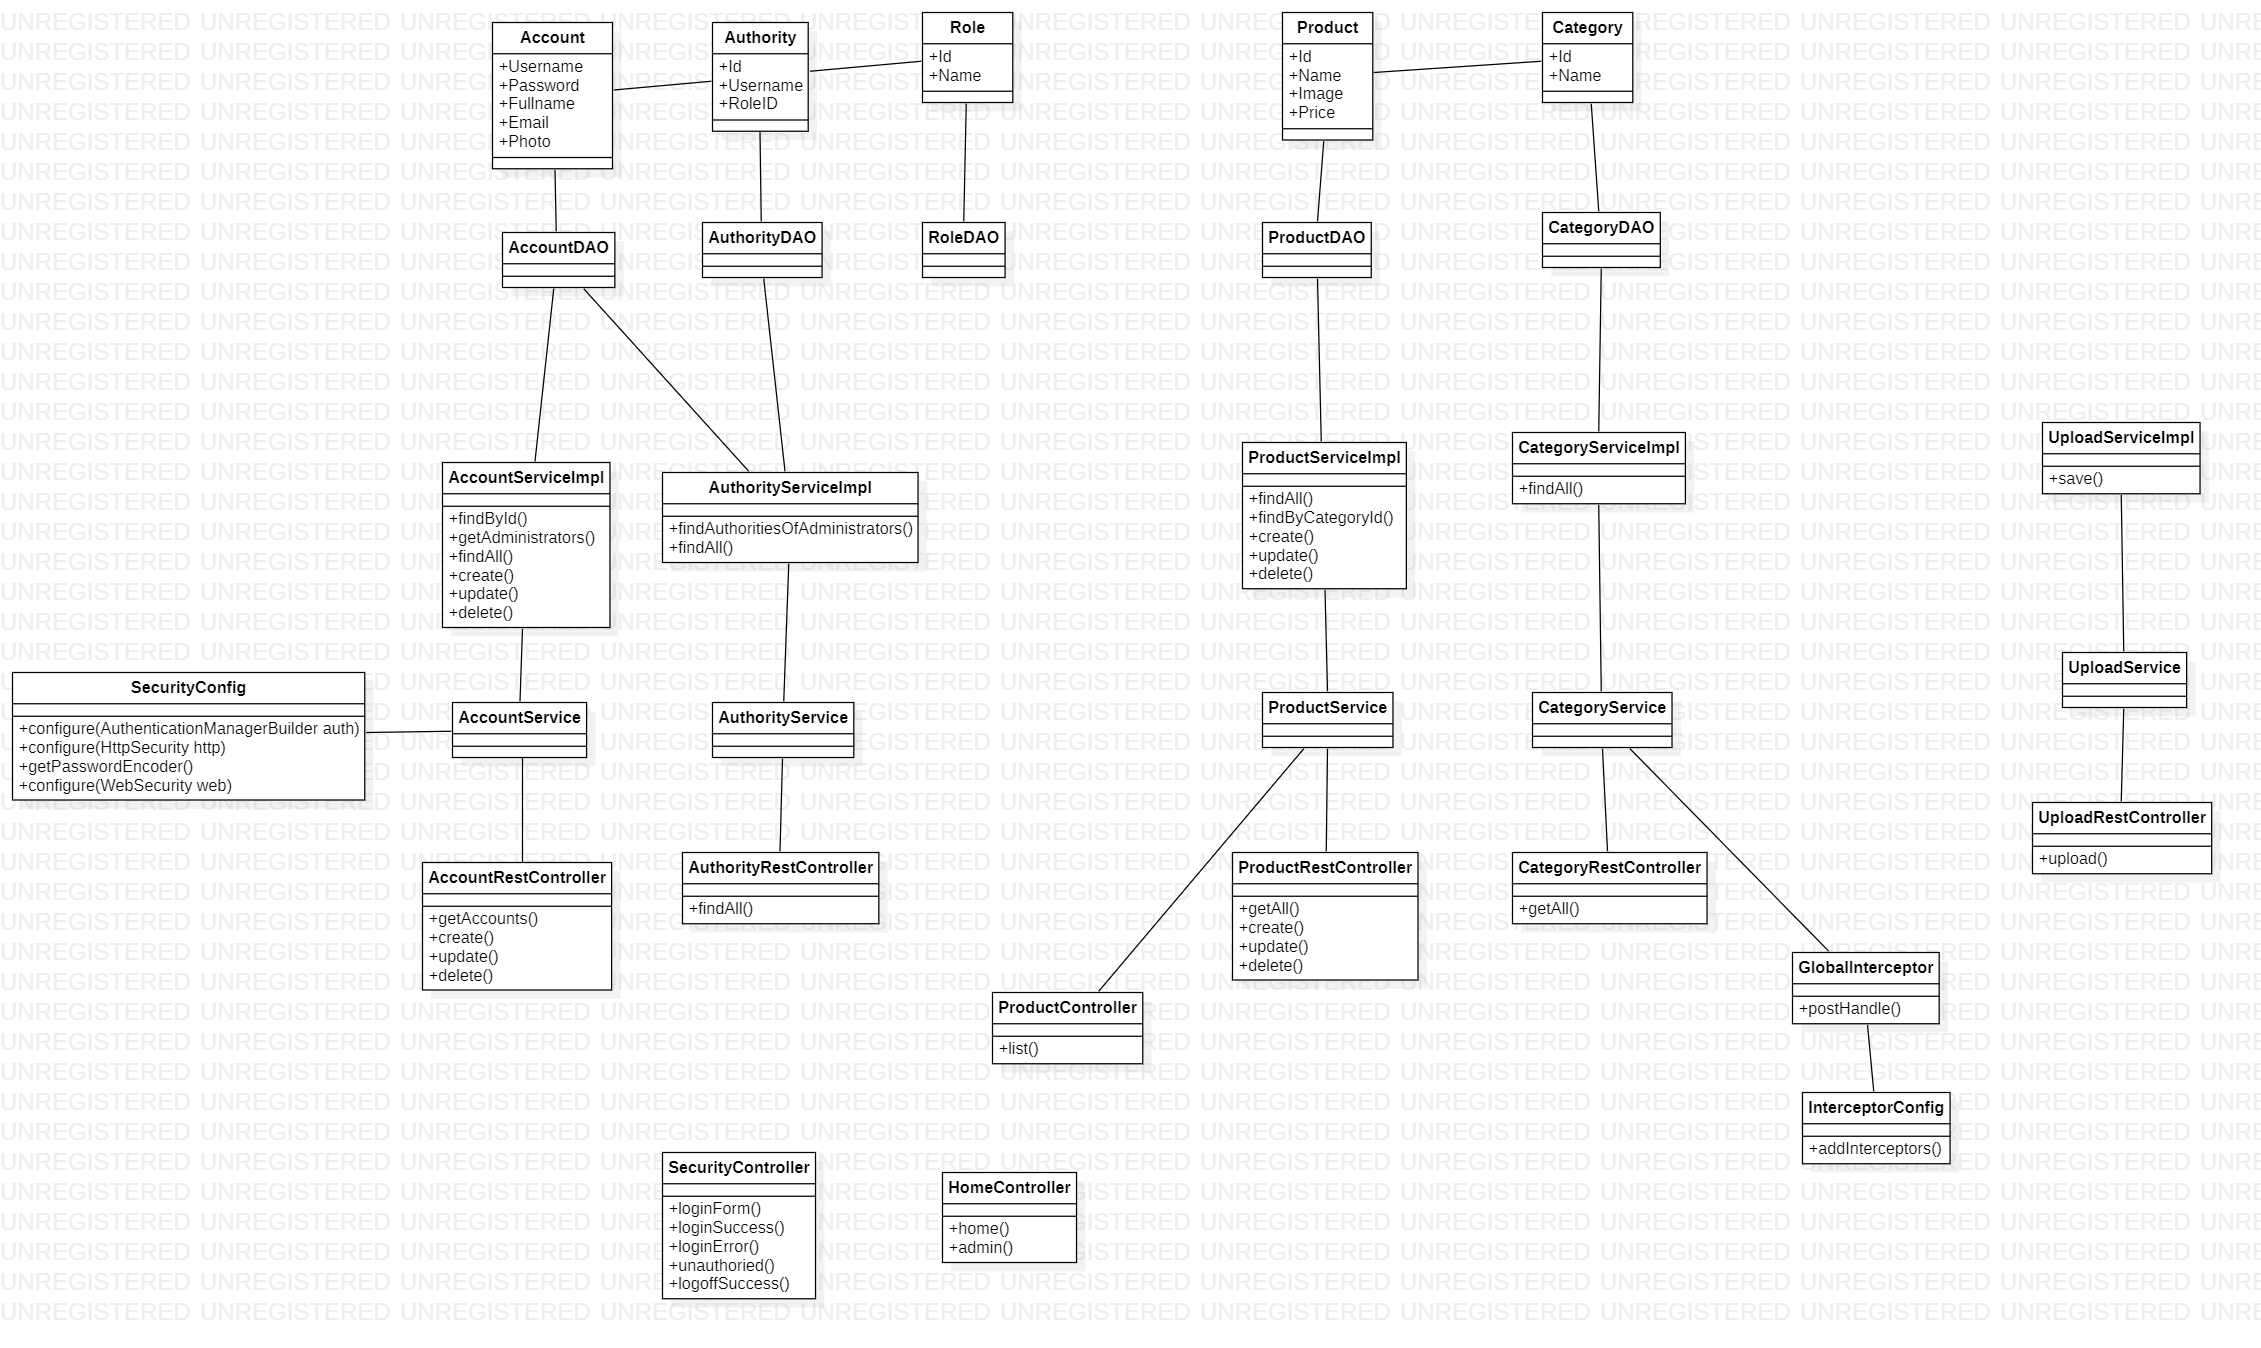 Account
+Username
+Password
+Fullname
+Email
+Photo
Authority
+Id
+Username
+RoleID
Role
+Id
+Name
Product
+Id
+Name
+Image
+Price
Category
+Id
+Name
AccountDAO
AuthorityDAO
RoleDAO
ProductDAO
CategoryDAO
AccountServiceImpl
+findById()
+getAdministrators()
+findAll()
+create()
+update()
+delete()
AuthorityServiceImpl
+findAuthoritiesOfAdministrators()
+findAll()
ProductServiceImpl
+findAll()
+findByCategoryId()
+create()
+update()
+delete()
CategoryServiceImpl
+findAll()
UploadServiceImpl
+save()
SecurityConfig
+configure(AuthenticationManagerBuilder auth)
+configure(HttpSecurity http)
+getPasswordEncoder()
+configure(WebSecurity web)
AccountService
AuthorityService
ProductService
CategoryService
UploadService
AccountRestController
+getAccounts()
+create()
+update()
+delete()
AuthorityRestController
+findAll()
ProductRestController
+getAll()
+create()
+update()
+delete()
CategoryRestController
+getAll()
UploadRestController
+upload()
ProductController
+list()
GlobalInterceptor
+postHandle()
InterceptorConfig
+addInterceptors()
SecurityController
+loginForm()
+loginSuccess()
+loginError()
+unauthoried()
+logoffSuccess()
HomeController
+home()
+admin()
UNREGISTERED